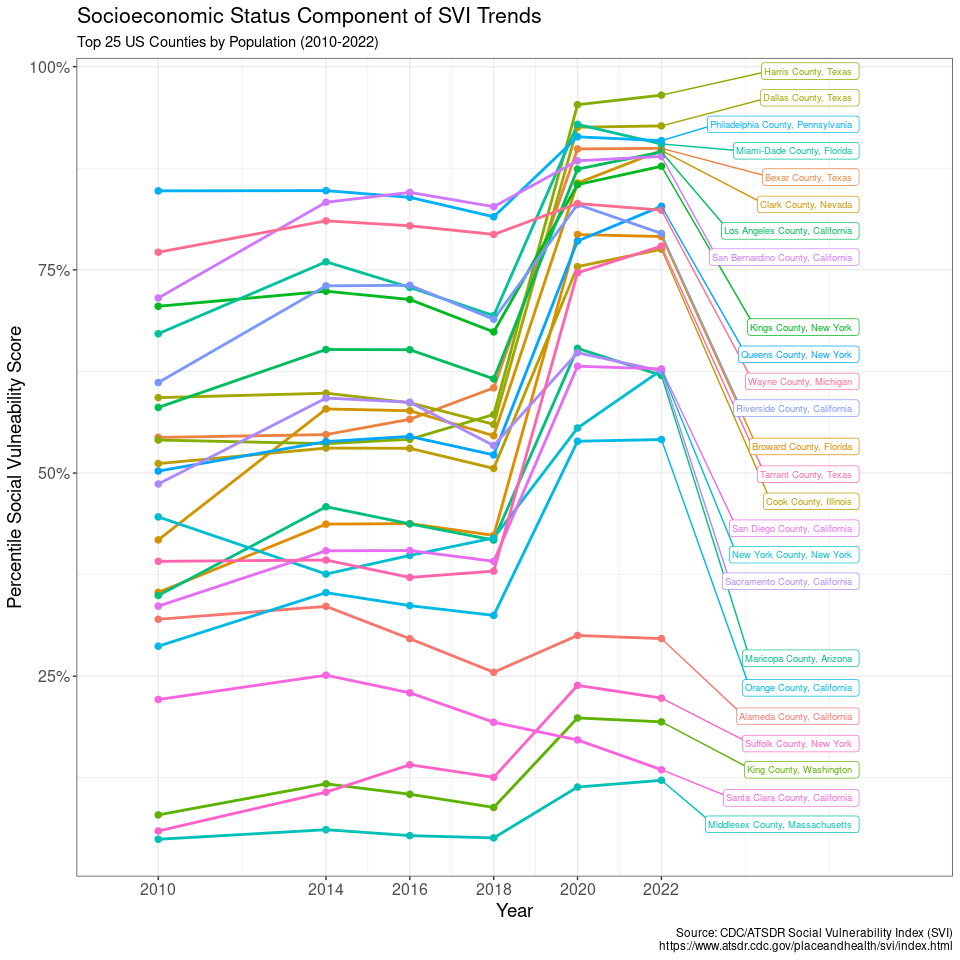 Socioeconomic Status Component of SVI Trends
Top 25 US Counties by Population (2010-2022)
Percentile Social Vulneability Score
100%
75%
50%
25%
Harris County, Texas
Dallas County, Texas
Philadelphia County, Pennsylvania
Miami-Dade County, Florida
Bexar County, Texas
Clark County, Nevada
Los Angeles County, California
San Bernardino County, California
Kings County, New York
Queens County, New York
Wayne County, Michigan
Riverside County, California
Broward County, Florida
Tarrant County, Texas
Cook County, Illinois
San Diego County, California
New York County, New York
Sacramento County, California
Maricopa County, Arizona
Orange County, California
Alameda County, California
Suffolk County, New York
King County, Washington
Santa Clara County, California
Middlesex County, Massachusetts
2010 2014 2016 2018 2020 2022
Year
Source: CDC/ATSDR Social Vulnerability Index (SVI)
https://www.atsdr.cdc.gov/placeandhealth/svi/index.html